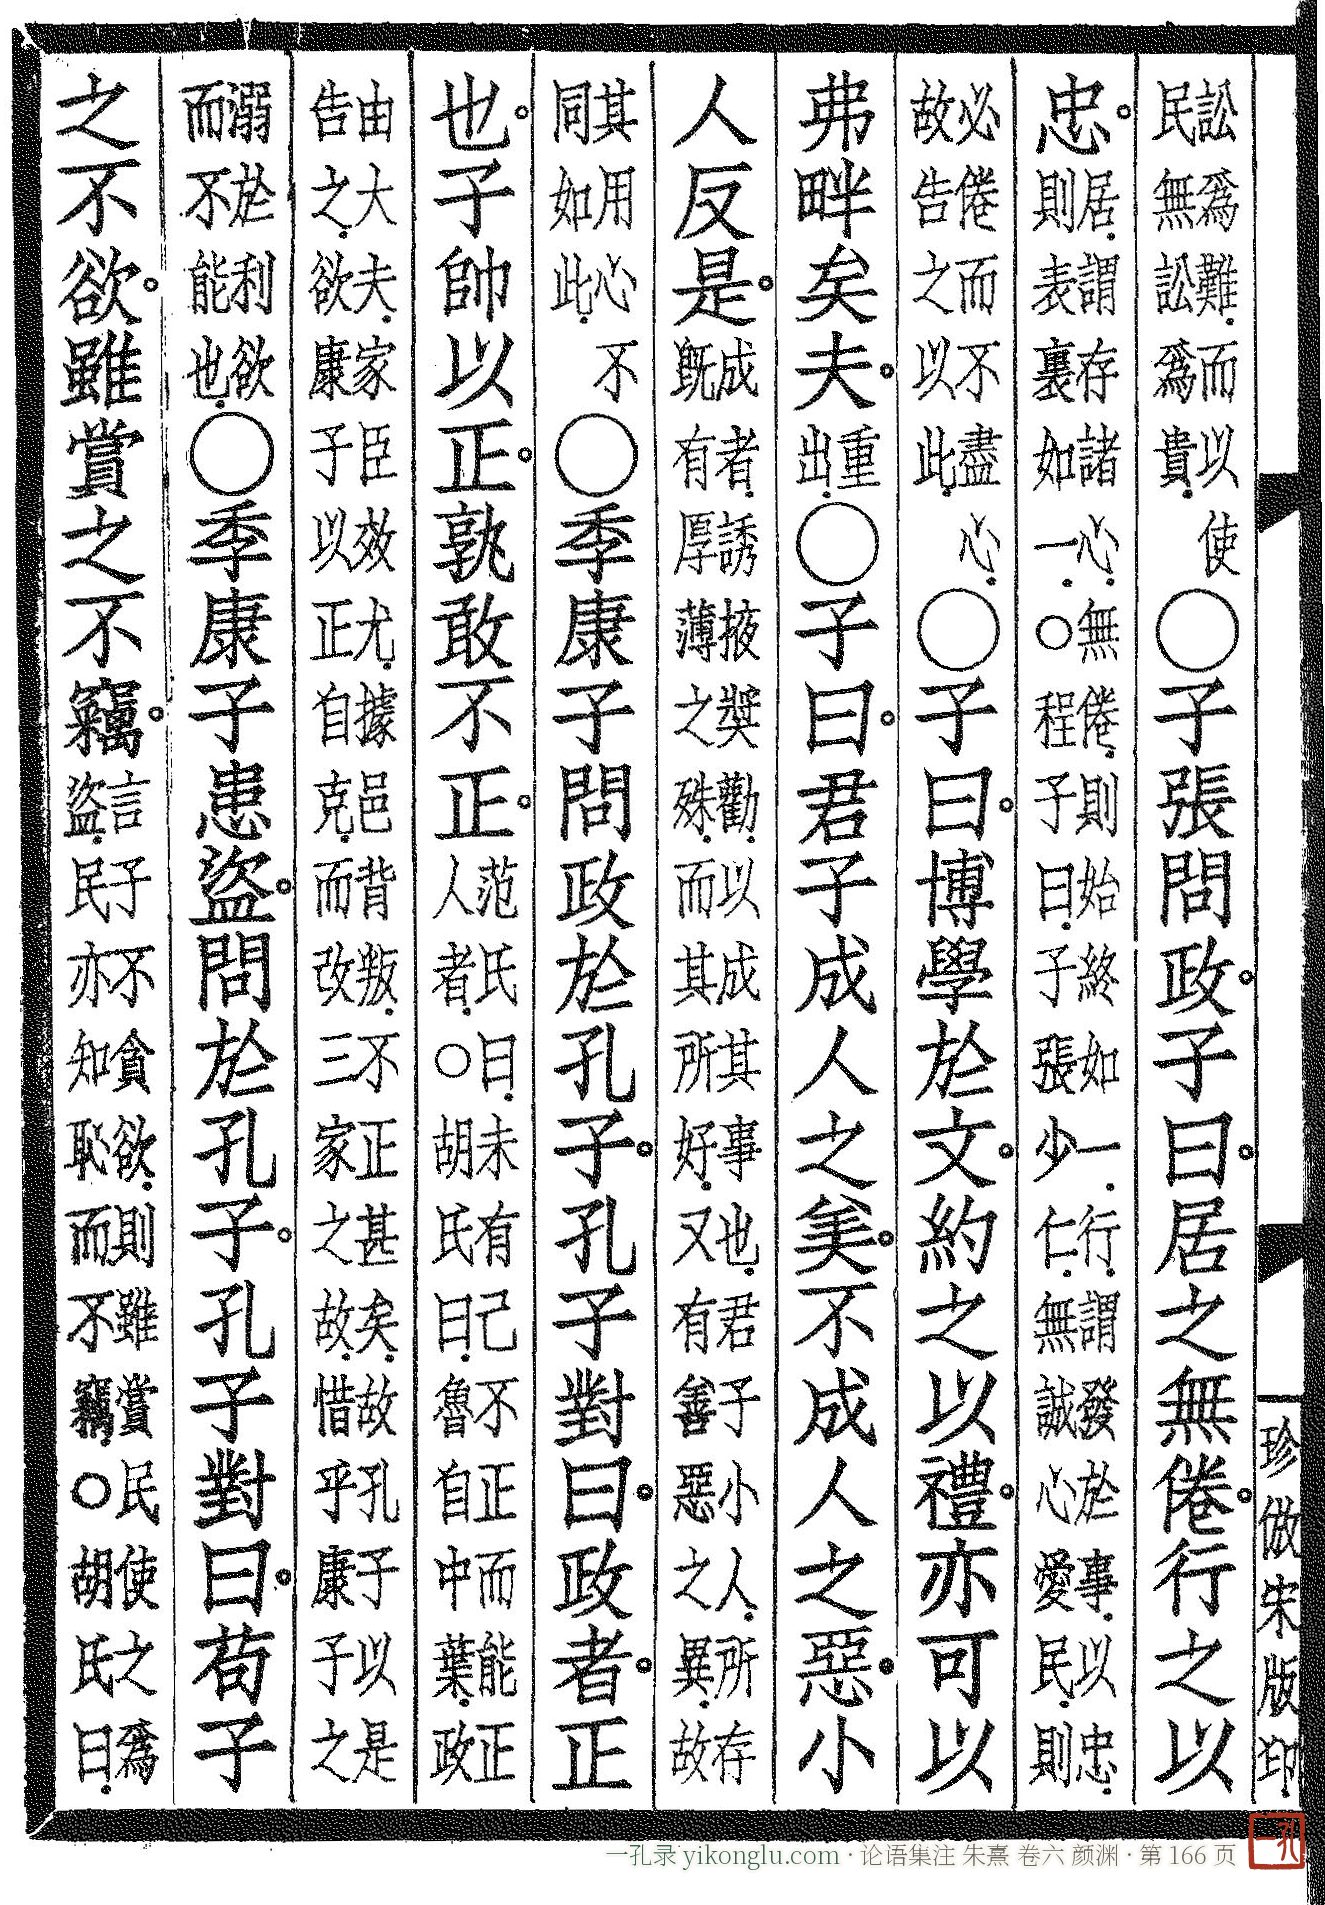 訟爲難而以使民無訟爲貴○子張問政子曰居之無倦行之以
忠居謂存諸心無倦則始終如一行謂發於事以忠則表裏如一○程子曰子張少仁無誠心愛民則
必倦而不盡心故告之以此○子曰博學於文約之以禮亦可以
弗畔矣夫重出○子曰君子成人之美不成人之惡小
人反是成者誘掖獎勸以成其事也君子小人所存旣有厚薄之殊而其所好又有善惡之異故
其用心不同如此○季康子問政於孔子孔子對曰政者正
也子帥以正孰敢不正范氏曰未有己不正而能正人者○胡氏曰魯自中葉政
由大夫家臣效尤據邑背叛不正甚矣故孔子以是告之欲康子以正自克而改三家之故惜乎康子之
溺於利欲而不能也○季康子患盜問於孔子孔子對曰苟子
之不欲雖賞之不竊言子不貪欲則雖賞民使之爲盜民亦知恥而不竊○胡氏曰
珍倣宋版印
一孔录 yikonglu.com · 论语集注 朱熹 卷六 颜渊 · 第 166 页
一孔